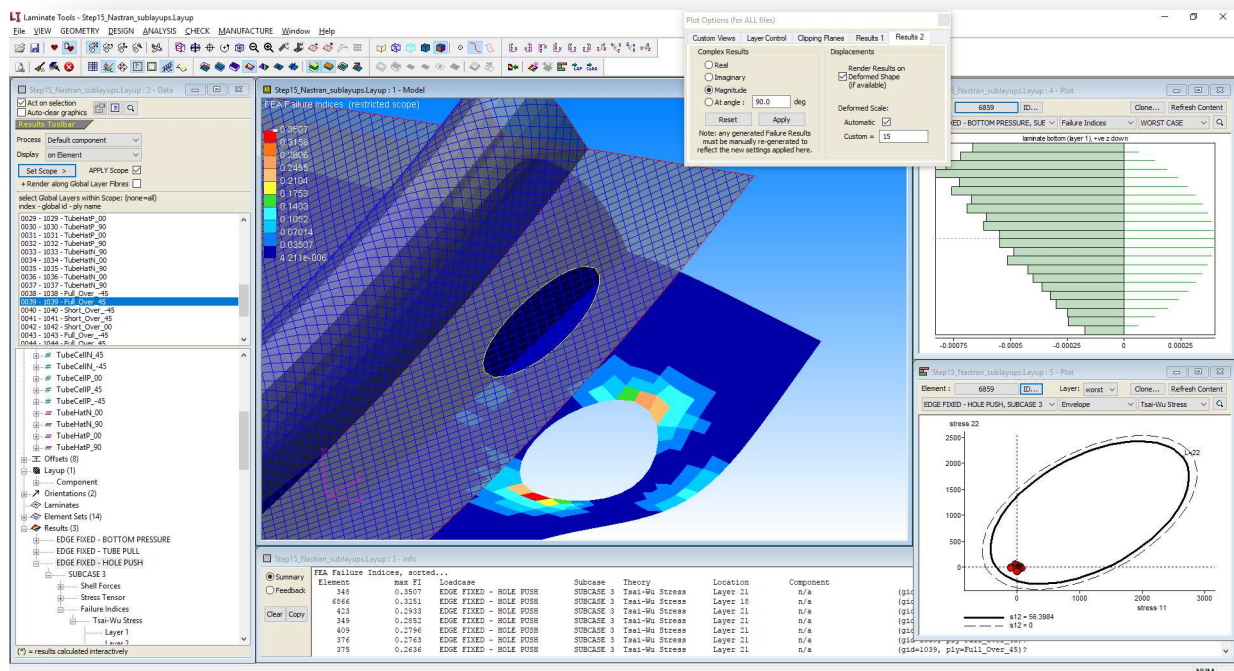 Laminate Tools - Step15_Nastran_sublayups.Layup
File VIEW GEOMETRY DESIGN ANALYSIS CHECK MANUFACTURE Window Help
Plot Options (for ALL files)
Custom Views Layer Control Clipping Planes Results 1 Results 2
Complex Results
Real
Imaginary
Magnitude
At angle : 90.0 deg
Reset Apply
Note: any generated Failure Results
must be manually re-generated to
reflect the new settings applied here.
Displacements
Render Results on
Deformed Shape
(if available)
Deformed Scale:
Automatic
Custom = 15
Step15_Nastran_sublayups.Layup : 2 - Data
Act on selection
Auto-clear graphics
Results Toolbar
Process Default component
Display on Element
Set Scope > APPLY Scope
+ Render along Global Layer Fibres
select Global Layers within Scope: (none=all)
index - global id - ply name
0029 - 1029 - TubeHatP_00
0030 - 1030 - TubeHatP_90
0031 - 1031 - TubeHatP_00
0032 - 1032 - TubeHatP_90
0033 - 1033 - TubeHatN_90
0034 - 1034 - TubeHatN_00
0035 - 1035 - TubeHatN_90
0036 - 1036 - TubeHatN_00
0037 - 1037 - TubeHatN_90
0038 - 1038 - Full_Over_-45
0039 - 1039 - Full_Over_45
0040 - 1040 - Short_Over_-45
0041 - 1041 - Short_Over_45
0042 - 1042 - Short_Over_00
0043 - 1043 - Full_Over_45
0044 - 1044 - Full_Over_-45
TubeCellN_45
TubeCellN_-45
TubeCellP_00
TubeCellP_45
TubeCellP_-45
TubeHatN_00
TubeHatN_90
TubeHatP_00
TubeHatP_90
Offsets (8)
Layup (1)
Component
Orientations (2)
Laminates
Element Sets (14)
Results (3)
EDGE FIXED - BOTTOM PRESSURE
EDGE FIXED - TUBE PULL
EDGE FIXED - HOLE PUSH
SUBCASE 3
Shell Forces
Stress Tensor
Failure Indices
Tsai-Wu Stress
Layer 1
Layer 2
(*) = results calculated interactively
Step15_Nastran_sublayups.Layup : 1 - Model
FEA Failure Indices (restricted scope)
0.3507
0.3156
0.2806
0.2455
0.2104
0.1753
0.1403
0.1052
0.07014
0.03507
4.211e-006
Step15_Nastran_sublayups.Layup : 3 - Info
Summary
Feedback
Clear Copy
FEA Failure Indices, sorted...
Element max FI Loadcase Subcase Theory Location Component
348 0.3507 EDGE FIXED - HOLE PUSH SUBCASE 3 Tsai-Wu Stress Layer 21 n/a (gid
6866 0.3251 EDGE FIXED - HOLE PUSH SUBCASE 3 Tsai-Wu Stress Layer 18 n/a (gid
423 0.2933 EDGE FIXED - HOLE PUSH SUBCASE 3 Tsai-Wu Stress Layer 21 n/a (gid
349 0.2852 EDGE FIXED - HOLE PUSH SUBCASE 3 Tsai-Wu Stress Layer 21 n/a (gid
409 0.2796 EDGE FIXED - HOLE PUSH SUBCASE 3 Tsai-Wu Stress Layer 21 n/a (gid
376 0.2763 EDGE FIXED - HOLE PUSH SUBCASE 3 Tsai-Wu Stress Layer 21 n/a
375 0.2636 EDGE FIXED - HOLE PUSH SUBCASE 3 Tsai-Wu Stress Layer 21 n/a (gid=1039, ply=Full_Over_45)?
: 4 - Plot
6859 ID... Clone... Refresh Content
XED - BOTTOM PRESSURE, SUE Failure Indices WORST CASE
laminate bottom (layer 1), +ve z down
-0.00075 -0.0005 -0.00025 0 0.00025
Step15_Nastran_sublayups.Layup : 5 - Plot
Element : 6859 ID... Layer: worst Clone... Refresh Content
EDGE FIXED - HOLE PUSH, SUBCASE 3 Envelope Tsai-Wu Stress
stress 22
2500
2000
1500
1000
500
0
L=22
0 1000 2000 3000
stress 11
s12 = 56.3984
s12 = 0
NUM